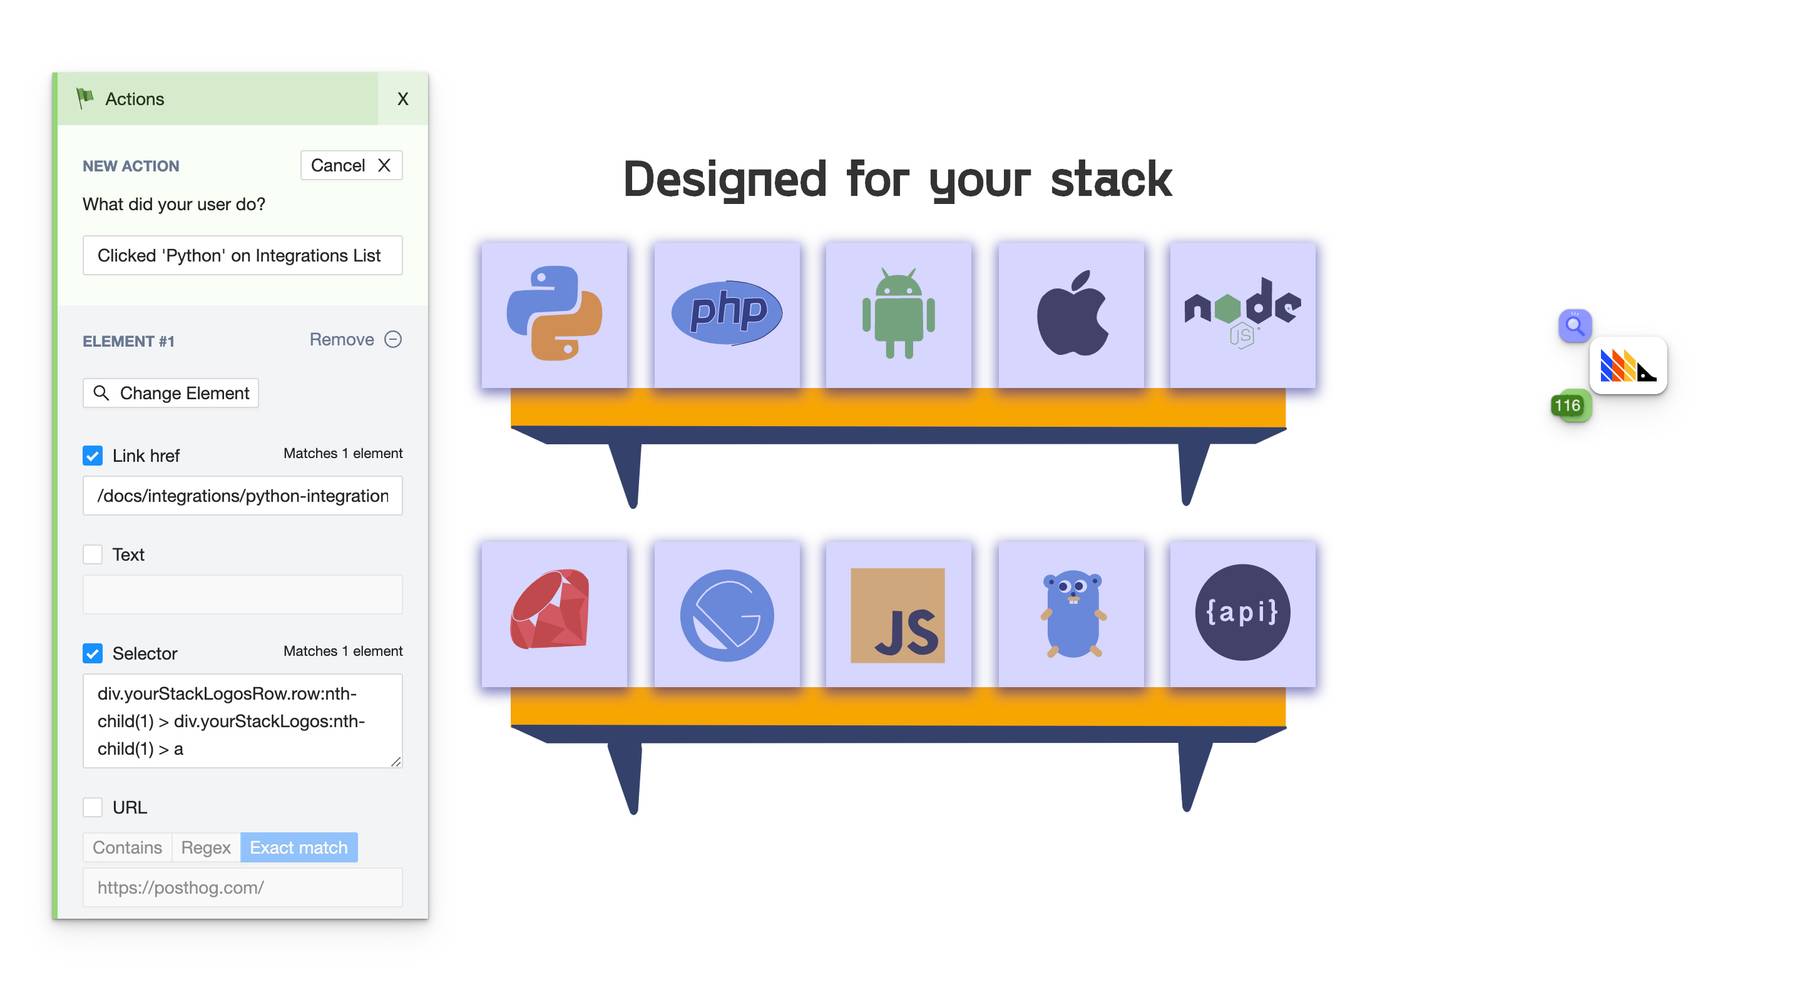 Actions
X
NEW ACTION
Cancel X
What did your user do?
Clicked 'Python' on Integrations List
ELEMENT #1
Remove
Change Element
Link href
Matches 1 element
/docs/integrations/python-integration
Text
Selector
Matches 1 element
div.yourStackLogosRow.row:nth-
child(1) > div.yourStackLogos:nth-
child(1) > a
URL
Contains
Regex
Exact match
https://posthog.com/
Designed for your stack
php
node
JS
JS
{api}
116